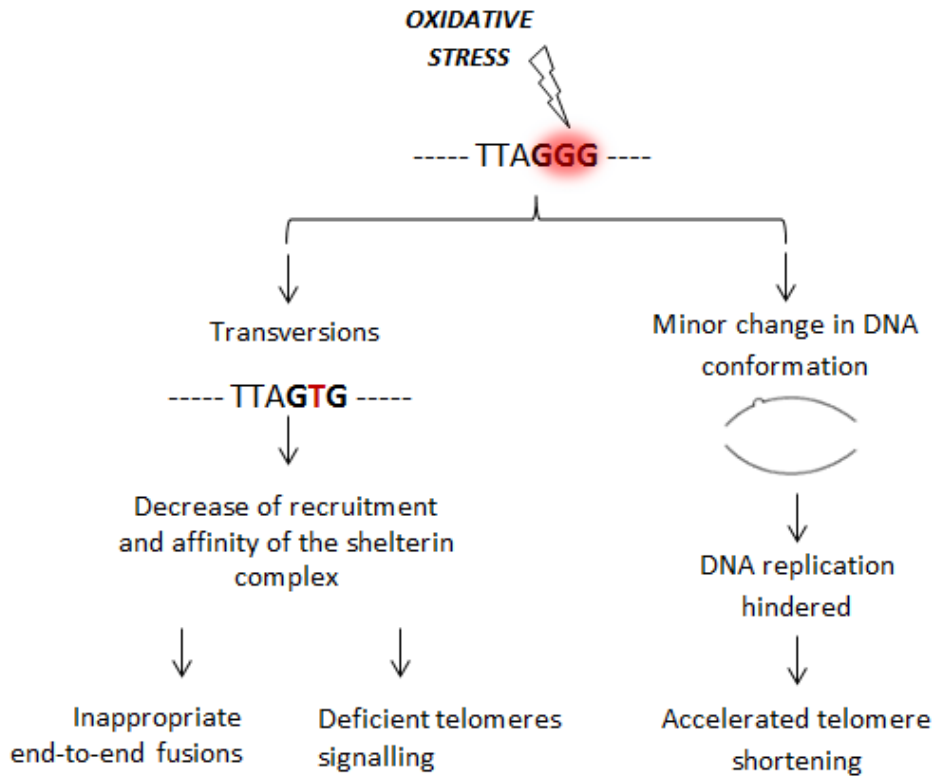 OXIDATIVE
STRESS
----- TTAGGG ----
Transversions
----- TTAGTG -----
Decrease of recruitment
and affinity of the shelterin
complex
Inappropriate
end-to-end fusions
Deficient telomeres
signalling
Minor change in DNA
conformation
DNA replication
hindered
Accelerated telomere
shortening